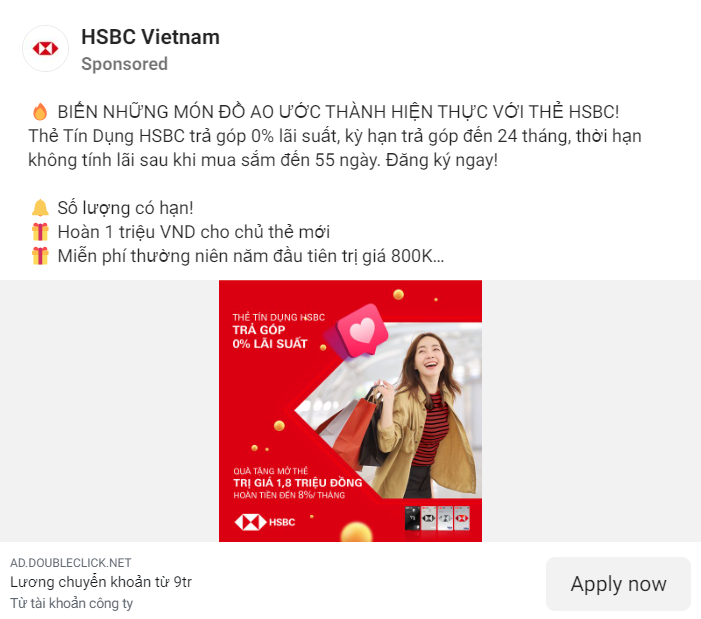 HSBC Vietnam
Sponsored
🔥 BIẾN NHỮNG MÓN ĐỒ AO ƯỚC THÀNH HIỆN THỰC VỚI THẺ HSBC!
Thẻ Tín Dụng HSBC trả góp 0% lãi suất, kỳ hạn trả góp đến 24 tháng, thời hạn
không tính lãi sau khi mua sắm đến 55 ngày. Đăng ký ngay!
🔔 Số lượng có hạn!
🎁 Hoàn 1 triệu VND cho chủ thẻ mới
🎁 Miễn phí thường niên năm đầu tiên trị giá 800K...
THẺ TÍN DỤNG HSBC
TRẢ GÓP
0% LÃI SUẤT
QUÀ TẶNG MỞ THẺ
TRỊ GIÁ 1,8 TRIỆU ĐỒNG
HOÀN TIỀN ĐẾN 8%/ THÁNG
HSBC
AD.DOUBLECLICK.NET
Lương chuyển khoản từ 9tr
Từ tài khoản công ty
Apply now